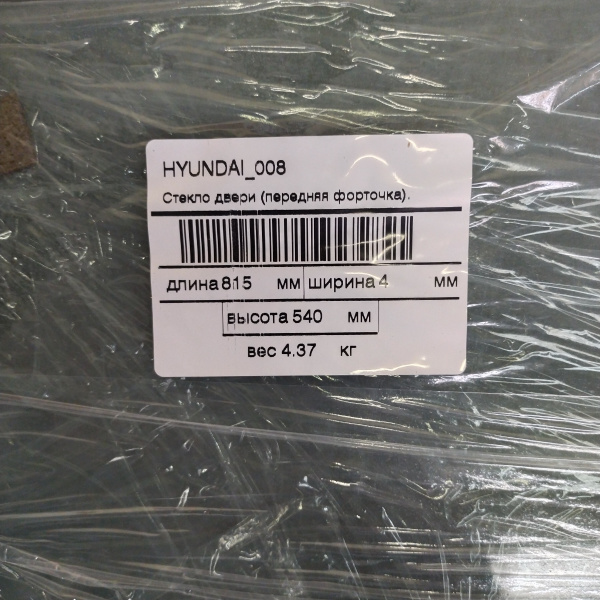 HYUNDAI_008
Стекло двери (передняя форточка).
длина 815 мм ширина 4 мм
высота 540 мм
вес 4.37 кг